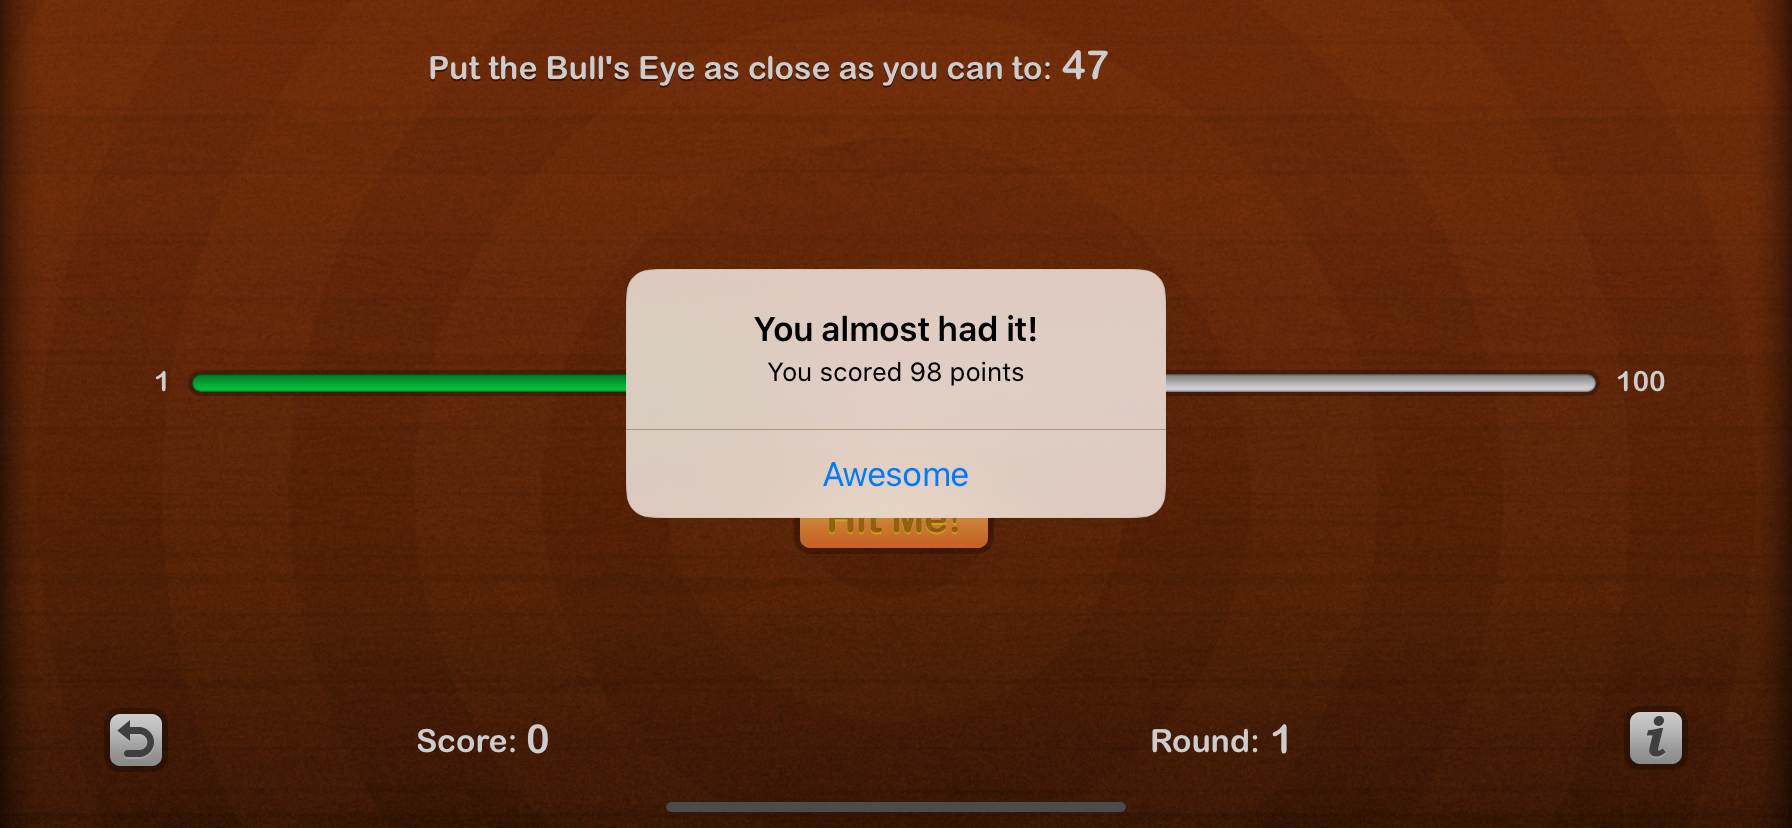 Put the Bull's Eye as close as you can to: 47
You almost had it!
You scored 98 points
1
100
Awesome
Hit Me!
Score: 0
Round: 1
i